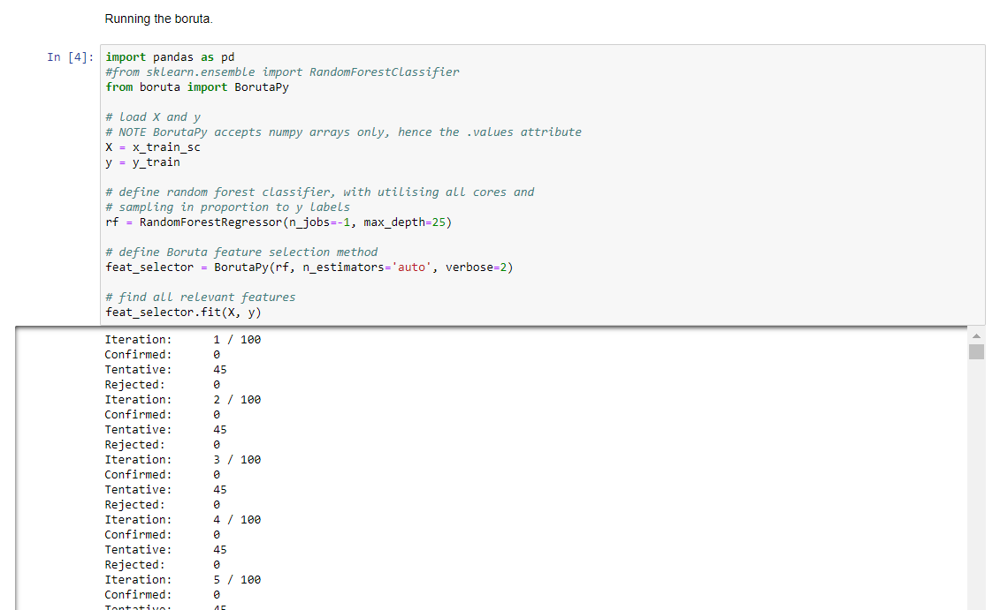 Running the boruta.
In [4]:
import pandas as pd
#from sklearn.ensemble import RandomForestClassifier
from boruta import BorutaPy
# load X and y
# NOTE BorutaPy accepts numpy arrays only, hence the .values attribute
X = x_train_sc
y = y_train
# define random forest classifier, with utilising all cores and
# sampling in proportion to y labels
rf = RandomForestRegressor(n_jobs=-1, max_depth=25)
# define Boruta feature selection method
feat_selector = BorutaPy(rf, n_estimators='auto', verbose=2)
# find all relevant features
feat_selector.fit(X, y)
Iteration: 1 / 100
Confirmed: 0
Tentative: 45
Rejected: 0
Iteration: 2 / 100
Confirmed: 0
Tentative: 45
Rejected: 0
Iteration: 3 / 100
Confirmed: 0
Tentative: 45
Rejected: 0
Iteration: 4 / 100
Confirmed: 0
Tentative: 45
Rejected: 0
Iteration: 5 / 100
Confirmed: 0
Tentative: 45